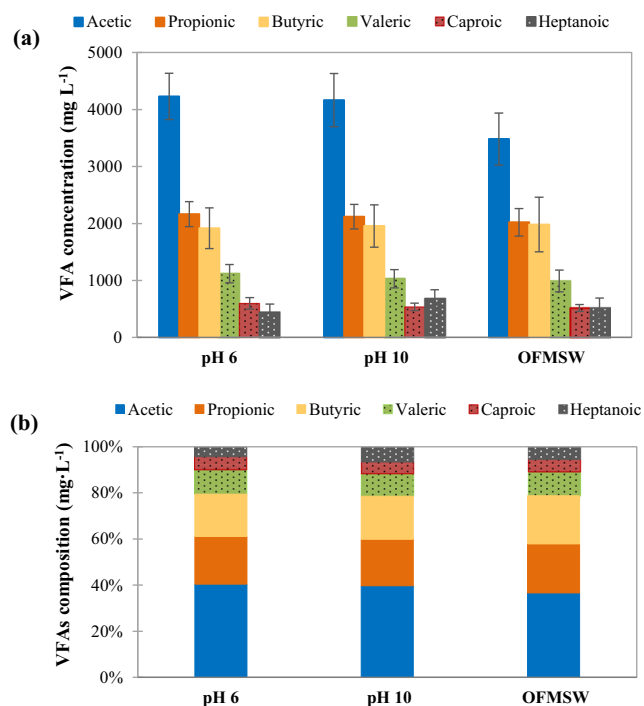 (a)
Acetic Propionic Butyric Valeric Caproic Heptanoic
VFA comcentration (mg L⁻¹)
5000
4000
3000
2000
1000
0
pH 6 pH 10 OFMSW
(b)
Acetic Propionic Butyric Valeric Caproic Heptanoic
VFAs composition (mg·L⁻¹)
100%
80%
60%
40%
20%
0%
pH 6 pH 10 OFMSW